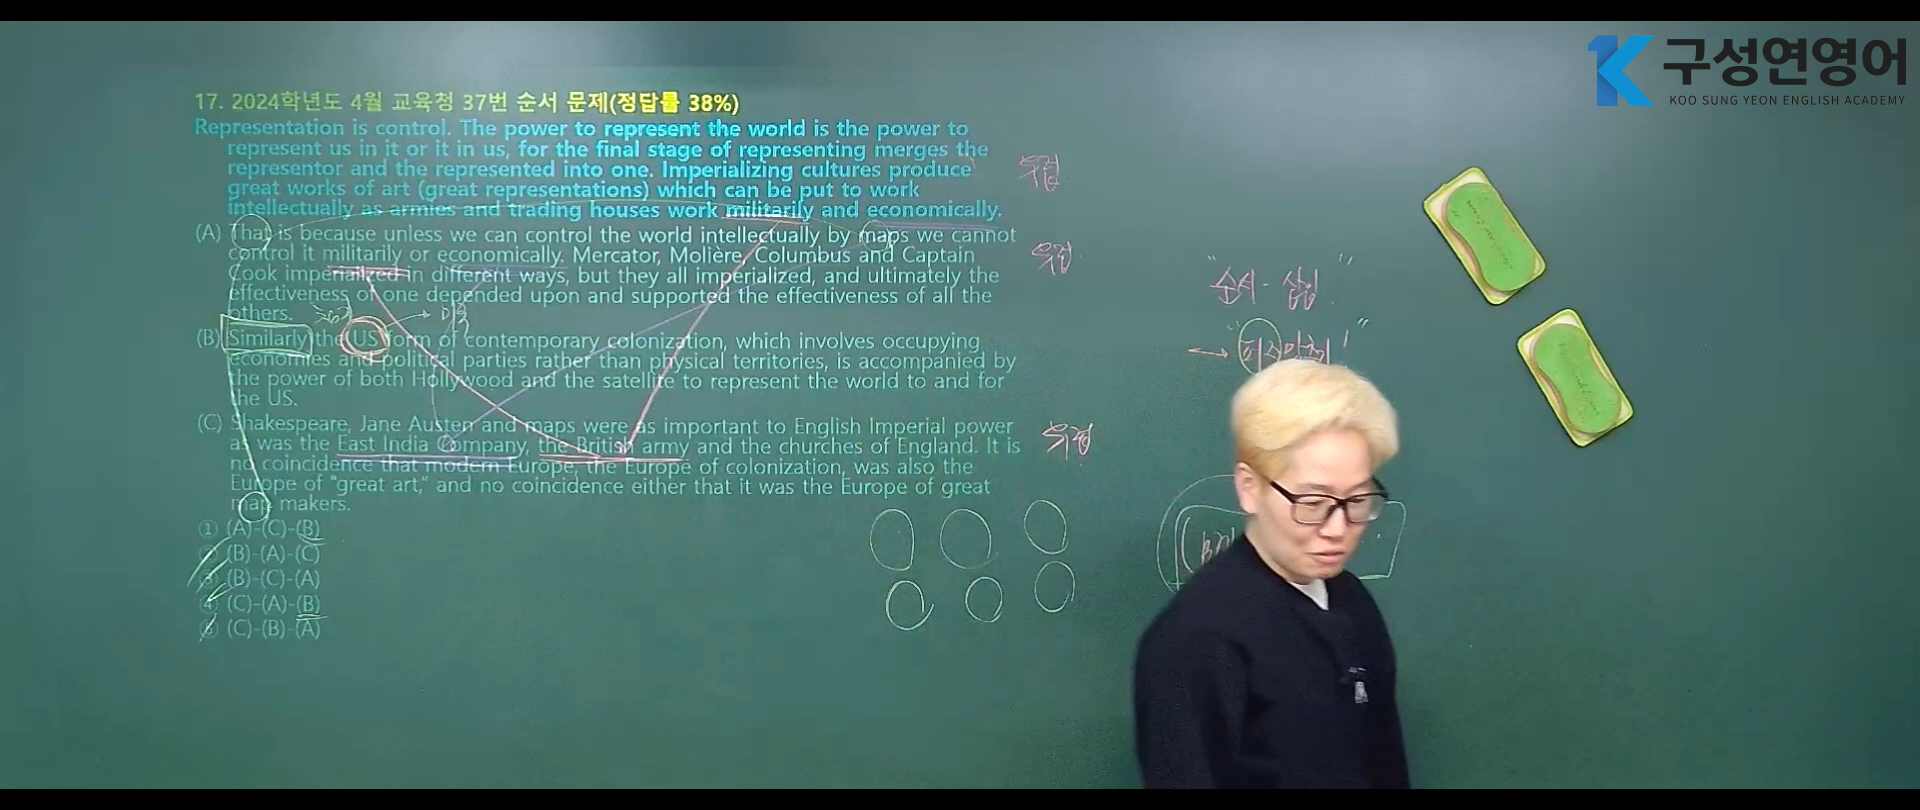 구성연영어
KOO SUNG YEON ENGLISH ACADEMY
17. 2024학년도 4월 교육청 37번 순서 문제(정답률 38%)
Representation is control. The power to represent the world is the power to
represent us in it or it in us, for the final stage of representing merges the
representor and the represented into one. Imperializing cultures produce
great works of art (great representations) which can be put to work
intellectually as armies and trading houses work militarily and economically.
(A) That is because unless we can control the world intellectually by maps we cannot
control it militarily or economically. Mercator, Molière, Columbus and Captain
Cook imperialized in different ways, but they all imperialized, and ultimately the
effectiveness of one depended upon and supported the effectiveness of all the
others.
(B) Similarly the US form of contemporary colonization, which involves occupying
economies and political parties rather than physical territories, is accompanied by
the power of both Hollywood and the satellite to represent the world to and for
the US.
(C) Shakespeare, Jane Austen and maps were as important to English Imperial power
as was the East India Company, the British army and the churches of England. It is
no coincidence that modern Europe, the Europe of colonization, was also the
Europe of "great art," and no coincidence either that it was the Europe of great
map makers.
① (A)-(C)-(B)
② (B)-(A)-(C)
③ (B)-(C)-(A)
④ (C)-(A)-(B)
⑤ (C)-(B)-(A)
"순서 - 삽입"